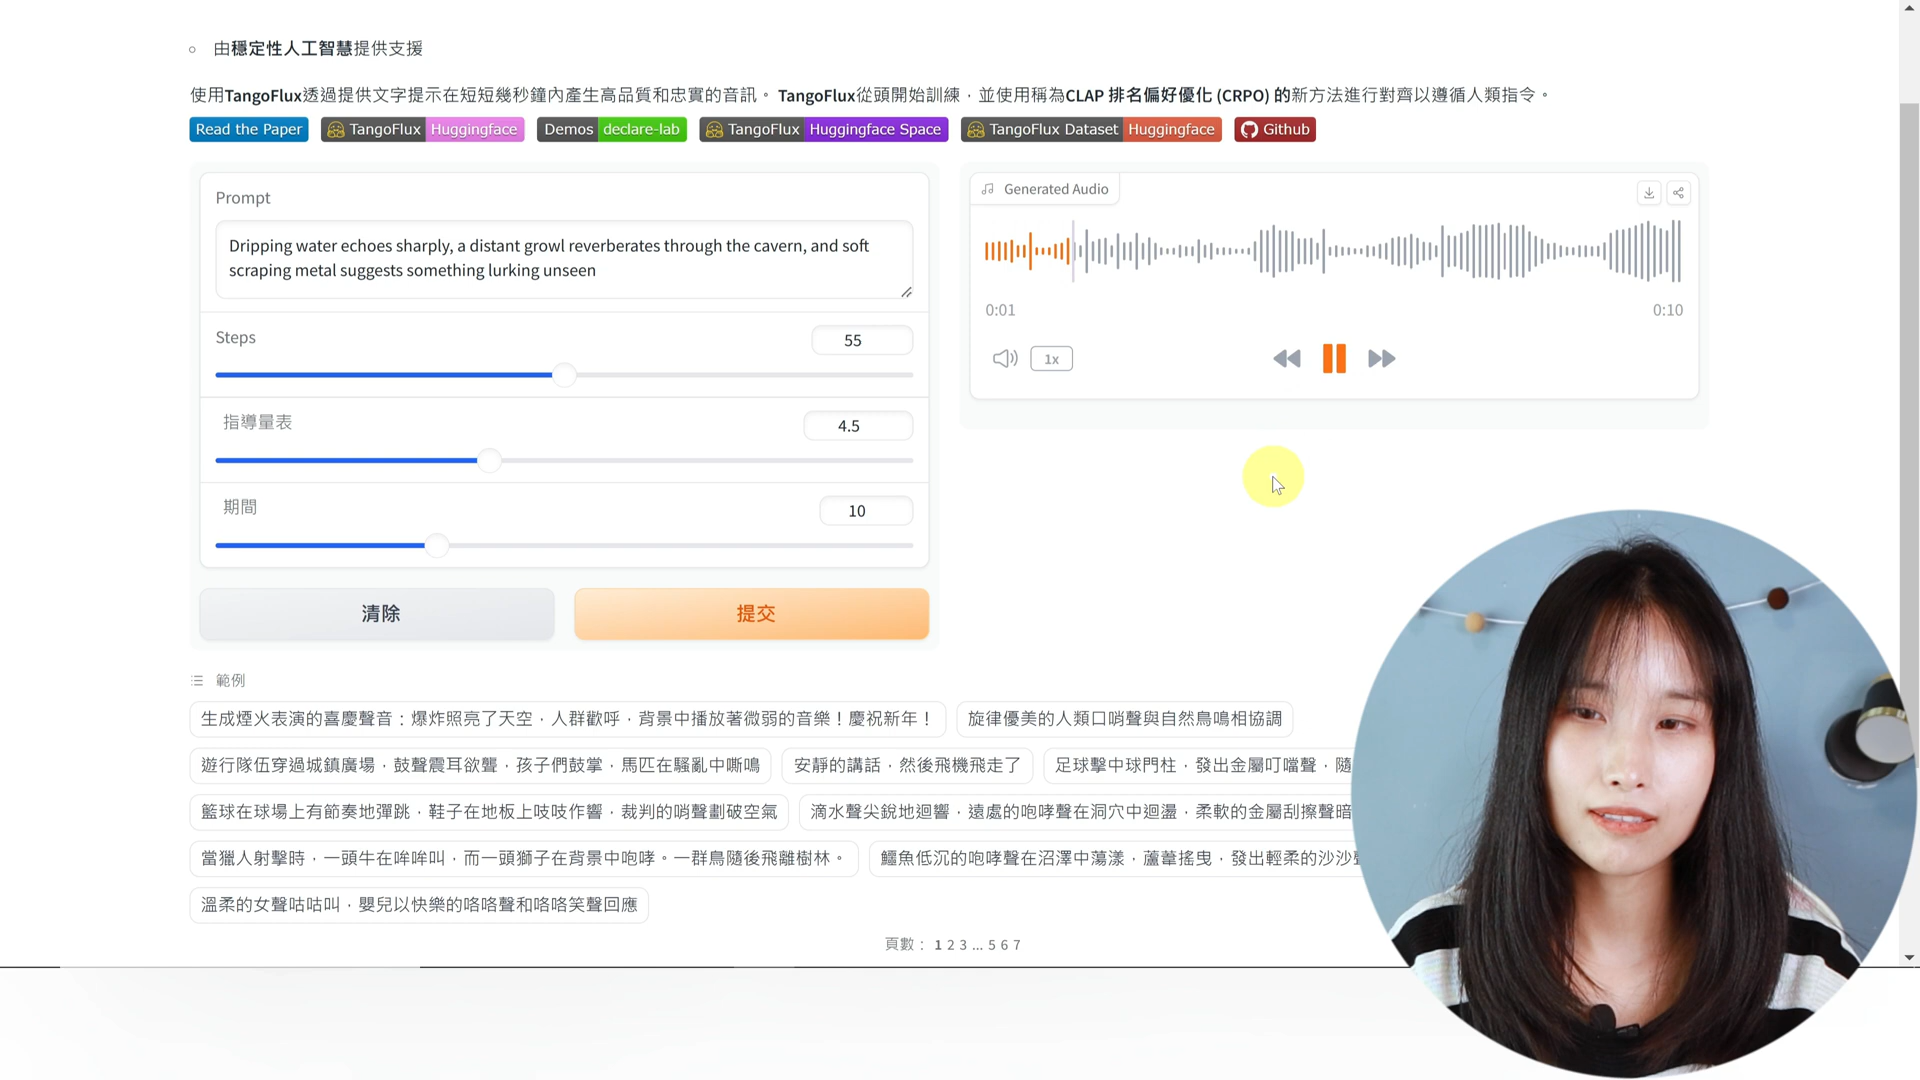 由穩定性人工智慧提供支援
使用TangoFlux透過提供文字提示在短短幾秒鐘內產生高品質和忠實的音訊。 TangoFlux從頭開始訓練，並使用稱為CLAP 排名偏好優化 (CRPO) 的新方法進行對齊以遵循人類指令。
Read the Paper TangoFlux Huggingface Demos declare-lab TangoFlux Huggingface Space TangoFlux Dataset Huggingface Github
Prompt
Dripping water echoes sharply, a distant growl reverberates through the cavern, and soft
scraping metal suggests something lurking unseen
Steps 55
指導量表 4.5
期間 10
清除 提交
Generated Audio
0:01 0:10
1x
範例
生成煙火表演的喜慶聲音：爆炸照亮了天空，人群歡呼，背景中播放著微弱的音樂！慶祝新年！ 旋律優美的人類口哨聲與自然鳥鳴相協調
遊行隊伍穿過城鎮廣場，鼓聲震耳欲聾，孩子們鼓掌，馬匹在騷亂中嘶鳴 安靜的講話，然後飛機飛走了 足球擊中球門柱，發出金屬叮噹聲，隨
籃球在球場上有節奏地彈跳，鞋子在地板上吱吱作響，裁判的哨聲劃破空氣 滴水聲尖銳地迴響，遠處的咆哮聲在洞穴中迴盪，柔軟的金屬刮擦聲暗
當獵人射擊時，一頭牛在哞哞叫，而一頭獅子在背景中咆哮。一群鳥隨後飛離樹林。 鱷魚低沉的咆哮聲在沼澤中蕩漾，蘆葦搖曳，發出輕柔的沙沙
溫柔的女聲咕咕叫，嬰兒以快樂的咯咯聲和咯咯笑聲回應
頁數： 1 2 3 ... 5 6 7